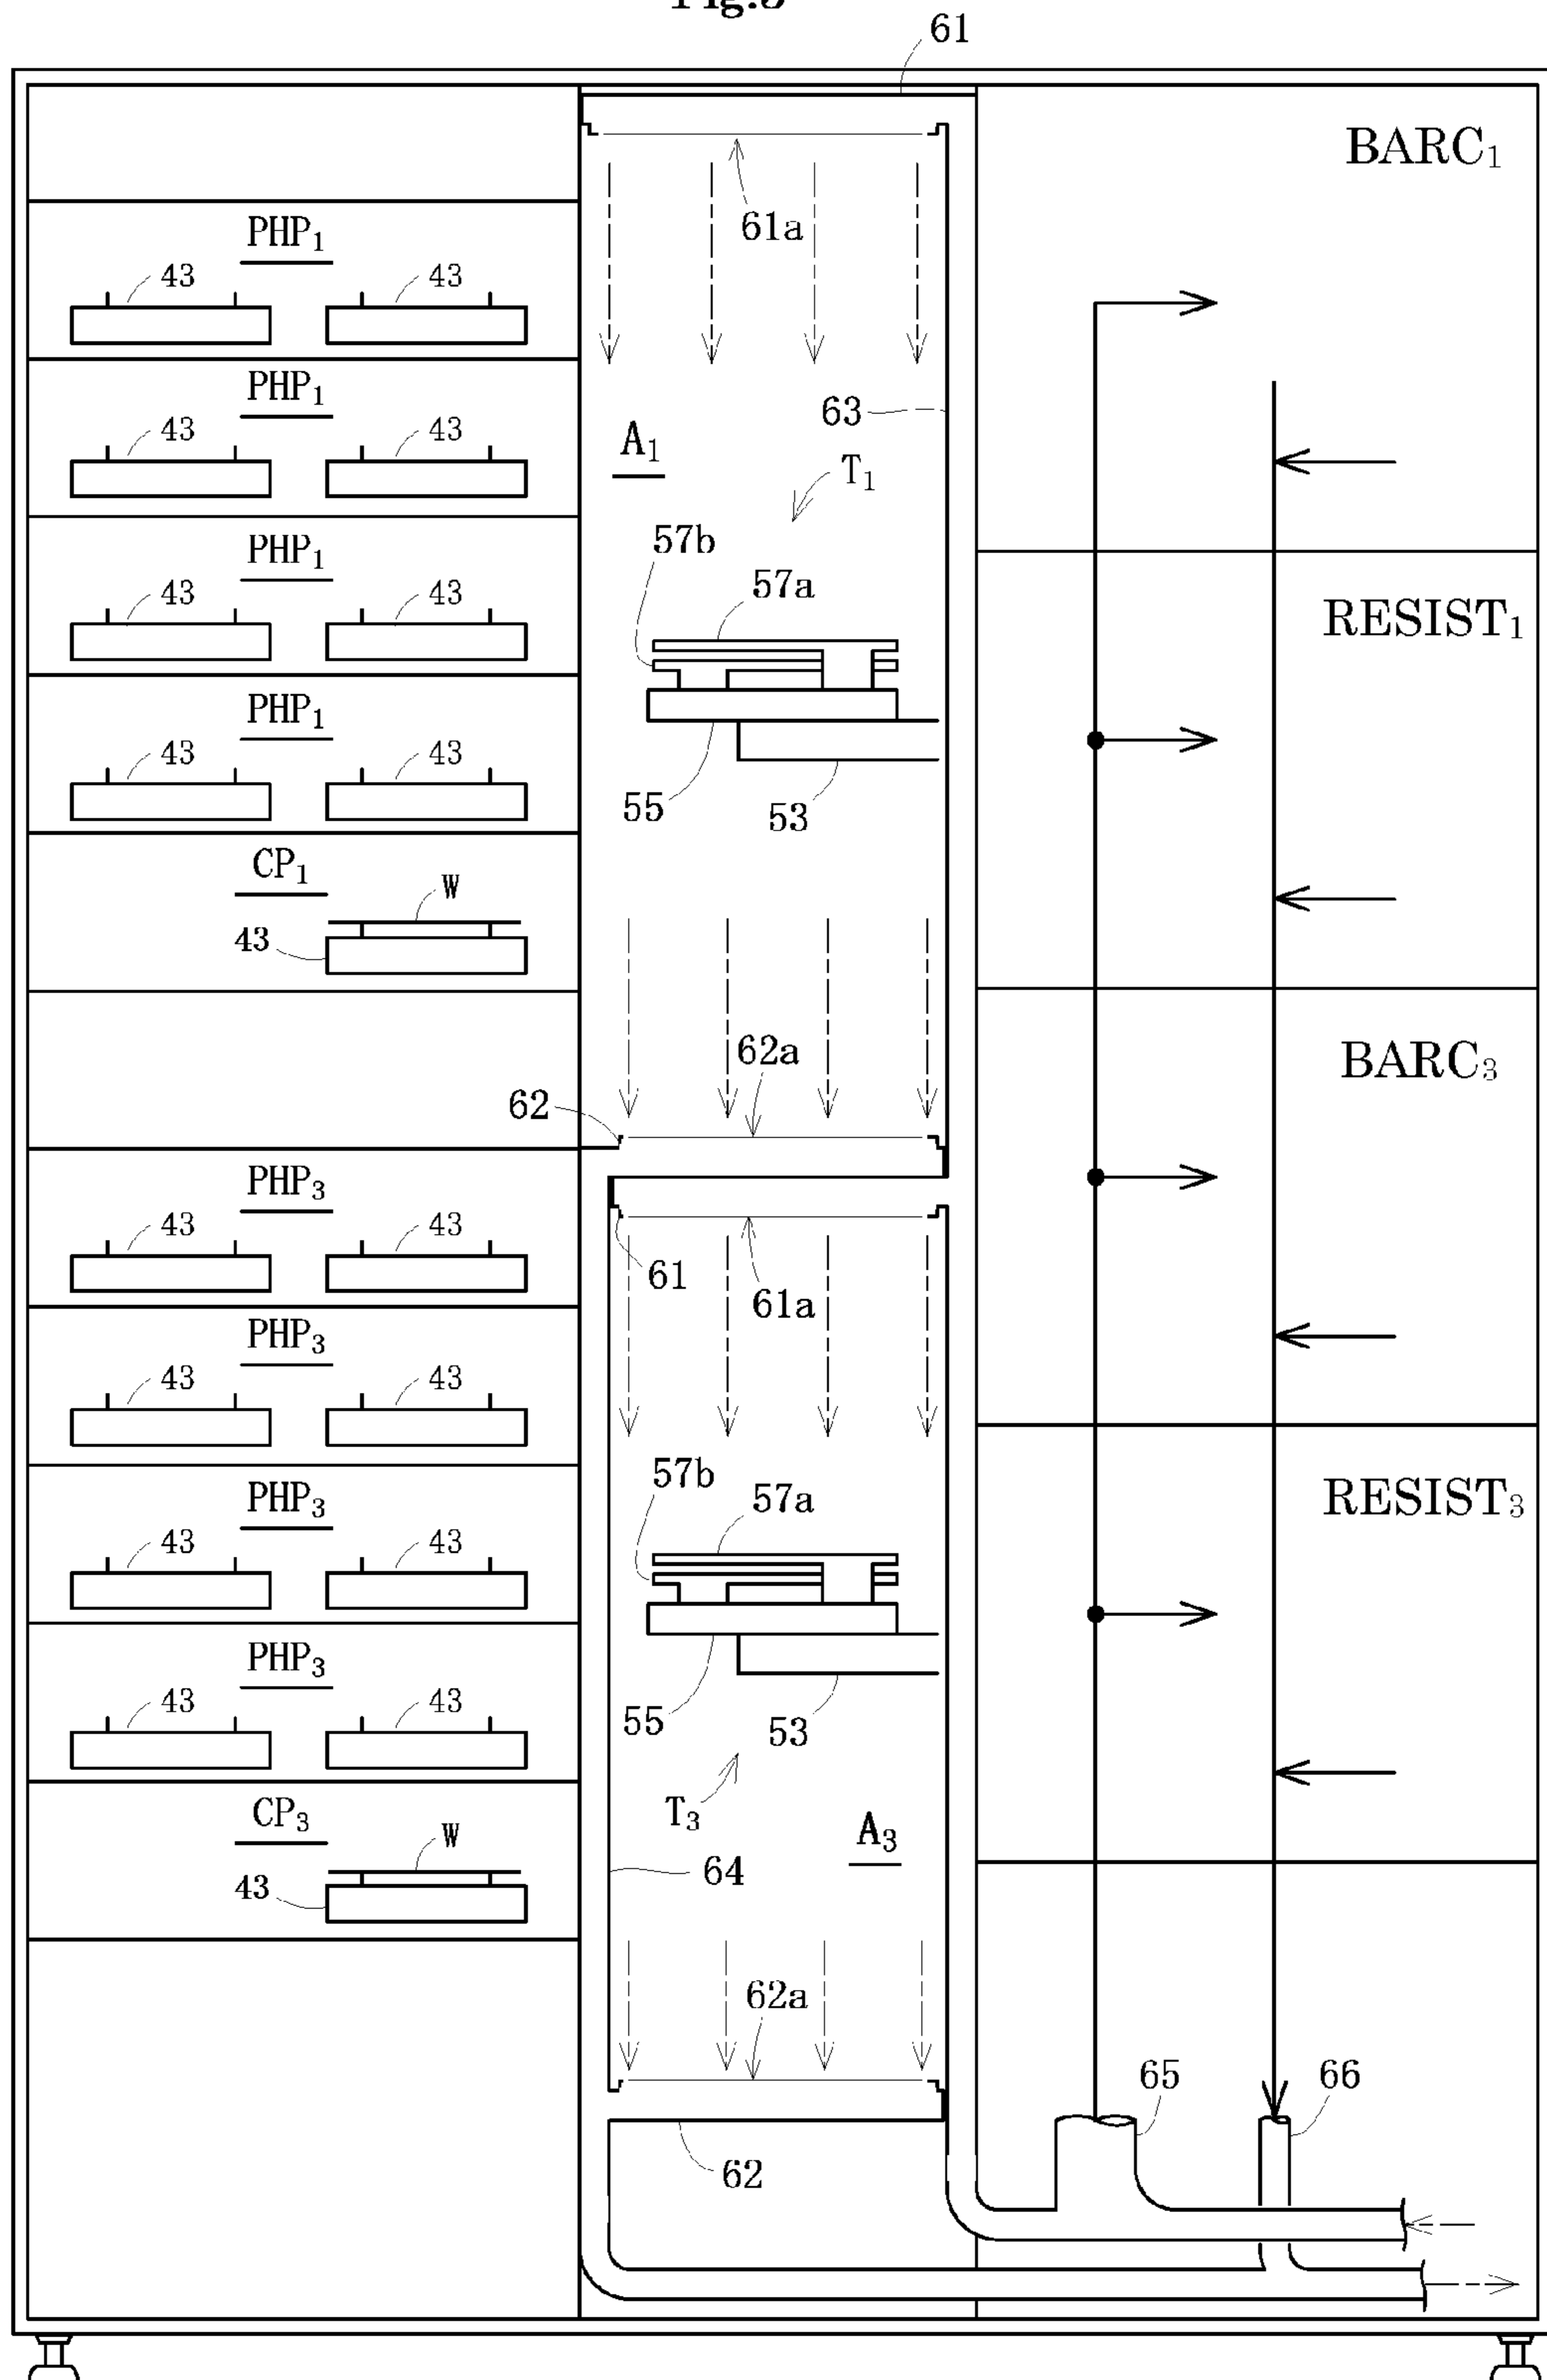 Fig.5
61
BARC1
61a
PHP1
43 43
PHP1
43 43
63
A1
T1
PHP1
43 43
57b
57a
RESIST1
PHP1
43 43
55
53
CP1
W
43
62a
62
BARC3
PHP3
43 43
61
61a
PHP3
43 43
57b
57a
RESIST3
PHP3
43 43
PHP3
43 43
55
53
T3
A3
CP3
W
43
64
62a
65
66
62